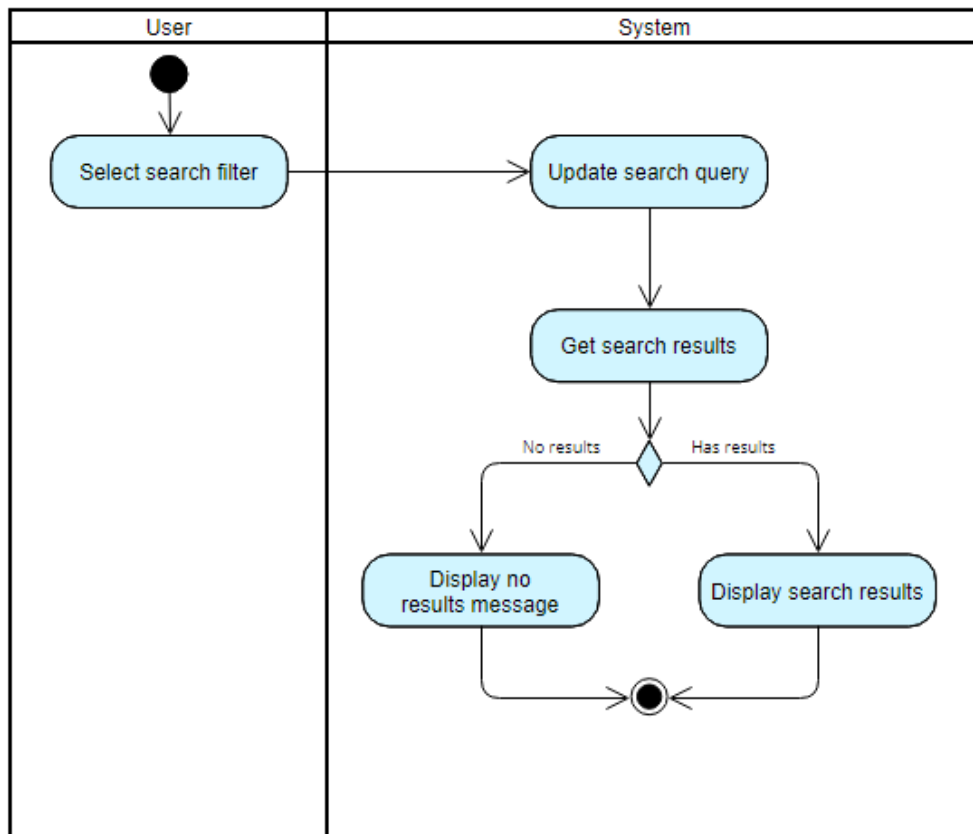 User
System
Select search filter
Update search query
Get search results
No results
Has results
Display no
results message
Display search results